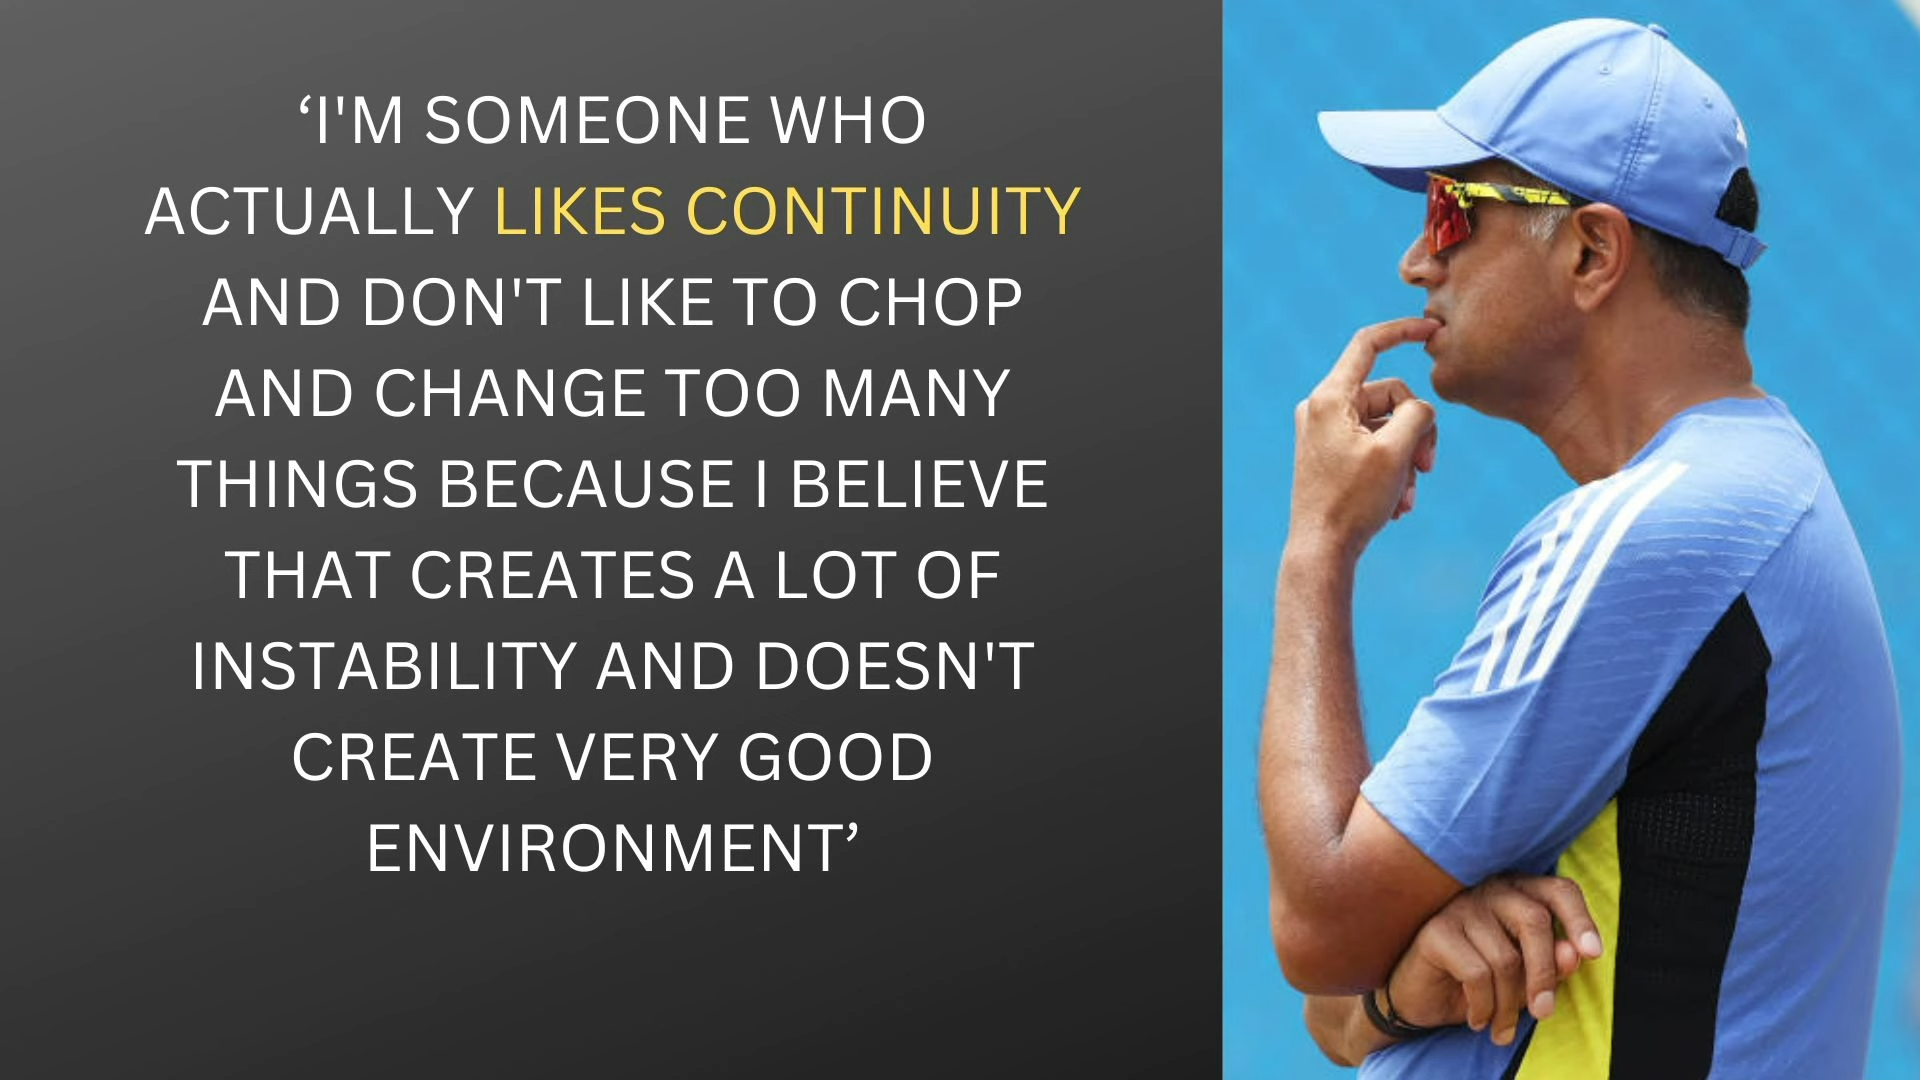 ‘I'M SOMEONE WHO
ACTUALLY LIKES CONTINUITY
AND DON'T LIKE TO CHOP
AND CHANGE TOO MANY
THINGS BECAUSE I BELIEVE
THAT CREATES A LOT OF
INSTABILITY AND DOESN'T
CREATE VERY GOOD
ENVIRONMENT’